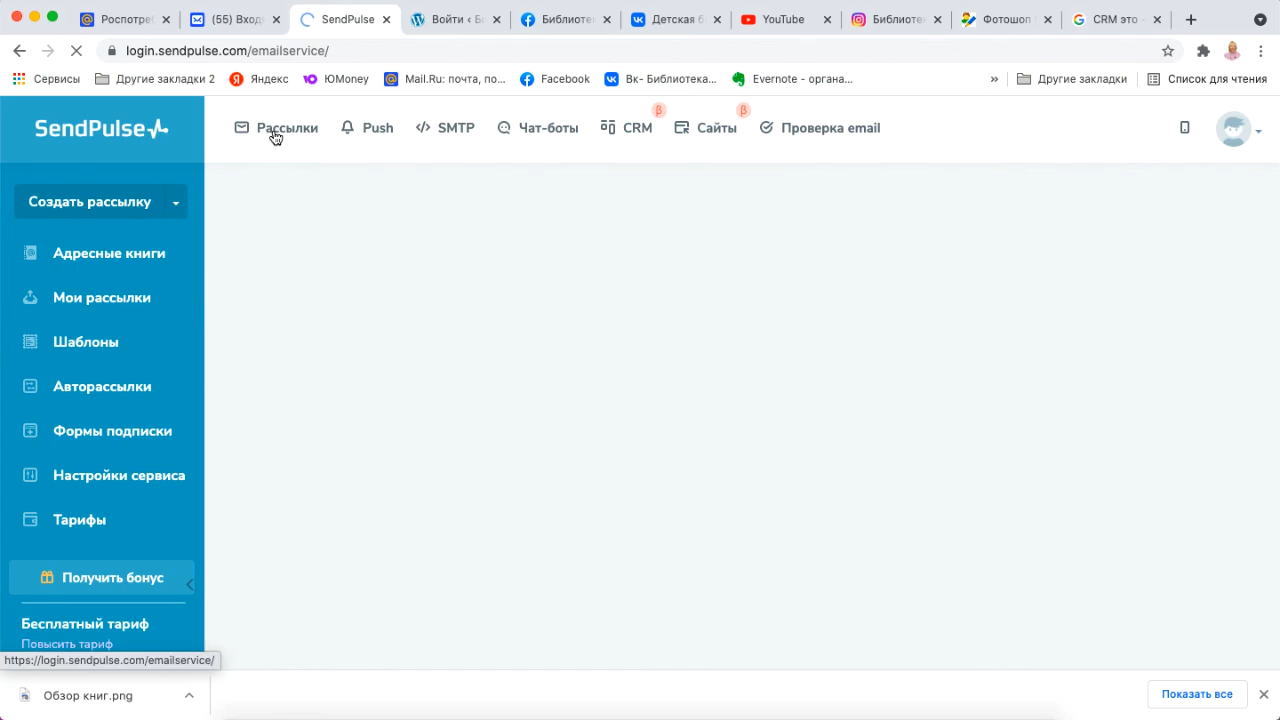 Роспотреб
(55) Вход
SendPulse
Войти ‹ Б
Библиоте
Детская б
YouTube
Библиоте
Фотошоп
CRM это
login.sendpulse.com/emailservice/
Сервисы
Другие закладки 2
Яндекс
ЮMoney
Mail.Ru: почта, по...
Facebook
Вк- Библиотека...
Evernote - органа...
»
Другие закладки
Список для чтения
SendPulse
Рассылки
Push
SMTP
Чат-боты
CRM
β
Сайты
β
Проверка email
Создать рассылку
Адресные книги
Мои рассылки
Шаблоны
Авторассылки
Формы подписки
Настройки сервиса
Тарифы
Получить бонус
Бесплатный тариф
Повысить тариф
https://login.sendpulse.com/emailservice/
Обзор книг.png
Показать все